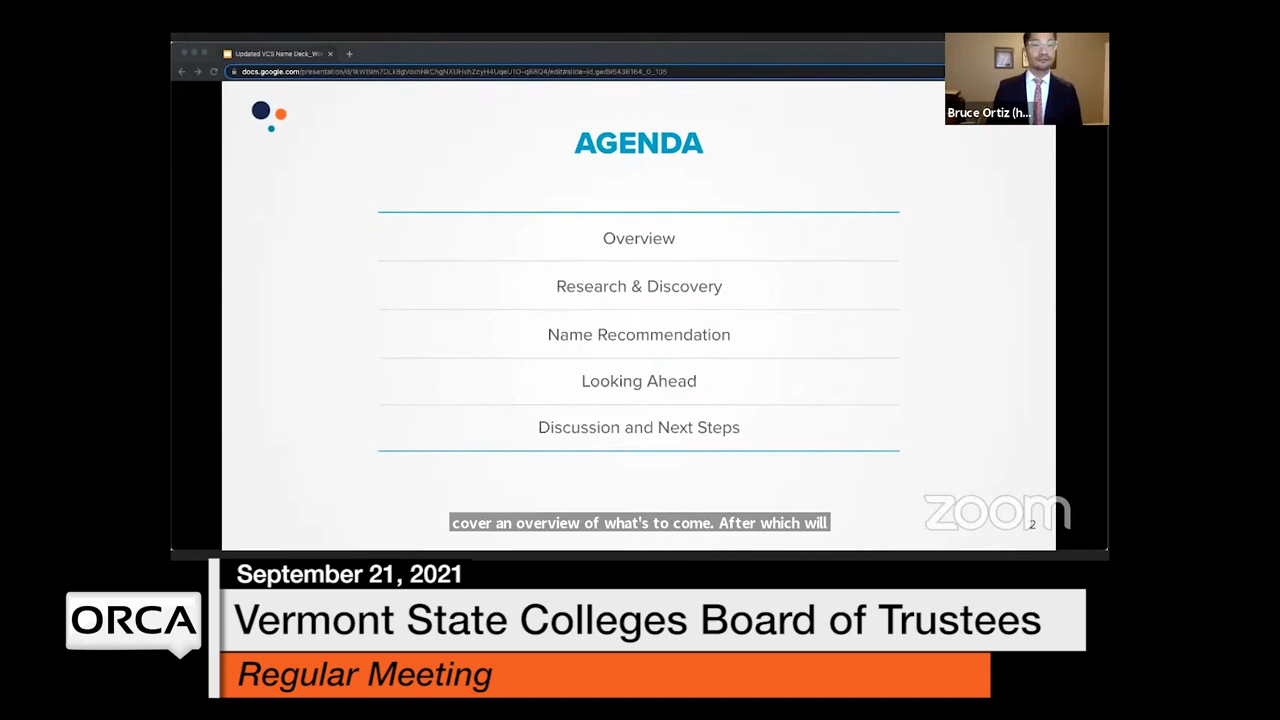 Updated VCS Name Deck_Wo
docs.google.com/presentation/d/
Bruce Ortiz (h...
AGENDA
Overview
Research & Discovery
Name Recommendation
Looking Ahead
Discussion and Next Steps
cover an overview of what's to come. After which will
zoom
2
September 21, 2021
ORCA
Vermont State Colleges Board of Trustees
Regular Meeting